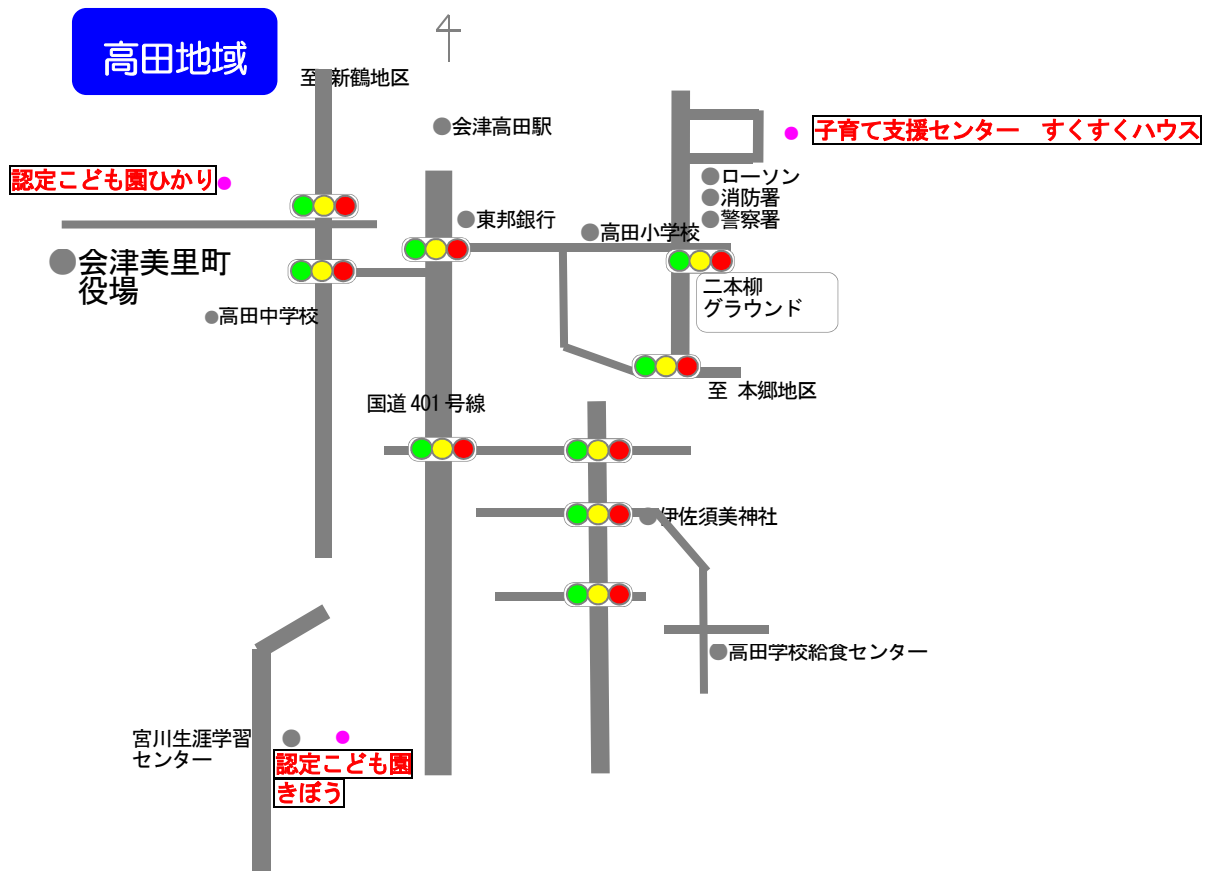 高田地域
至 新鶴地区
会津高田駅
子育て支援センター　すくすくハウス
認定こども園ひかり
ローソン
消防署
警察署
東邦銀行
高田小学校
会津美里町
役場
二本柳
グラウンド
高田中学校
至 本郷地区
国道 401 号線
伊佐須美神社
高田学校給食センター
宮川生涯学習
センター
認定こども園
きぼう